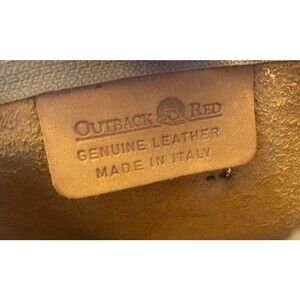 OUTBACK RED
GENUINE LEATHER
MADE IN ITALY